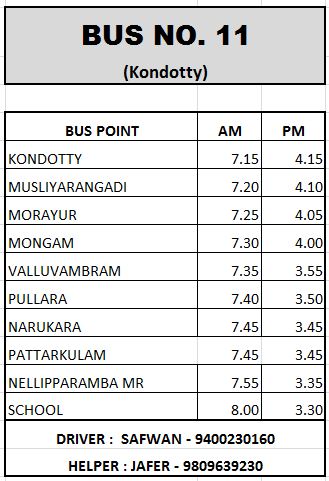 BUS NO. 11
(Kondotty)
BUS POINT AM PM
KONDOTTY 7.15 4.15
MUSLIYARANGADI 7.20 4.10
MORAYUR 7.25 4.05
MONGAM 7.30 4.00
VALLUVAMBRAM 7.35 3.55
PULLARA 7.40 3.50
NARUKARA 7.45 3.45
PATTARKULAM 7.45 3.45
NELLIPPARAMBA MR 7.55 3.35
SCHOOL 8.00 3.30
DRIVER : SAFWAN - 9400230160
HELPER : JAFER - 9809639230